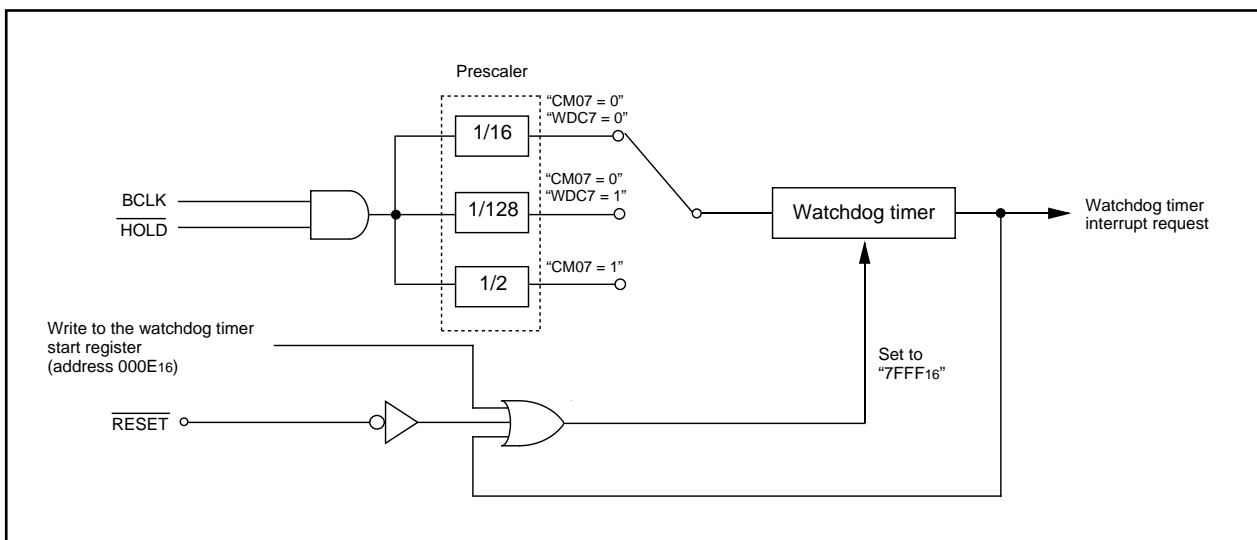 Prescaler
“CM07 = 0”
“WDC7 = 0”
1/16
“CM07 = 0”
“WDC7 = 1”
BCLK
HOLD
1/128
Watchdog timer
Watchdog timer
interrupt request
“CM07 = 1”
1/2
Write to the watchdog timer
start register
(address 000E16)
Set to
“7FFF16”
RESET